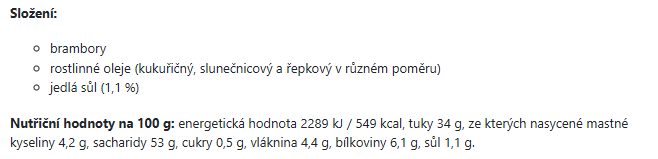 Složení:
brambory
rostlinné oleje (kukuřičný, slunečnicový a řepkový v různém poměru)
jedlá sůl (1,1 %)
Nutřiční hodnoty na 100 g: energetická hodnota 2289 kJ / 549 kcal, tuky 34 g, ze kterých nasycené mastné
kyseliny 4,2 g, sacharidy 53 g, cukry 0,5 g, vláknina 4,4 g, bílkoviny 6,1 g, sůl 1,1 g.